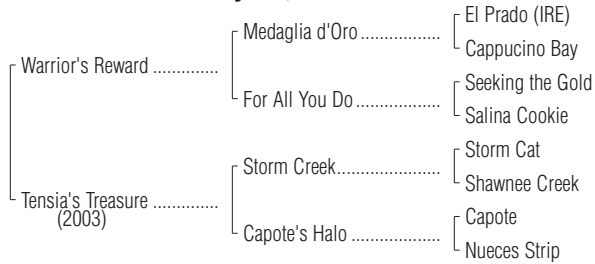 El Prado (IRE)
Medaglia d'Oro .................
Cappucino Bay
Warrior's Reward ..............
Seeking the Gold
For All You Do ..................
Salina Cookie
Storm Cat
Storm Creek......................
Shawnee Creek
Tensia's Treasure ..............
(2003)
Capote
Capote's Halo ...................
Nueces Strip